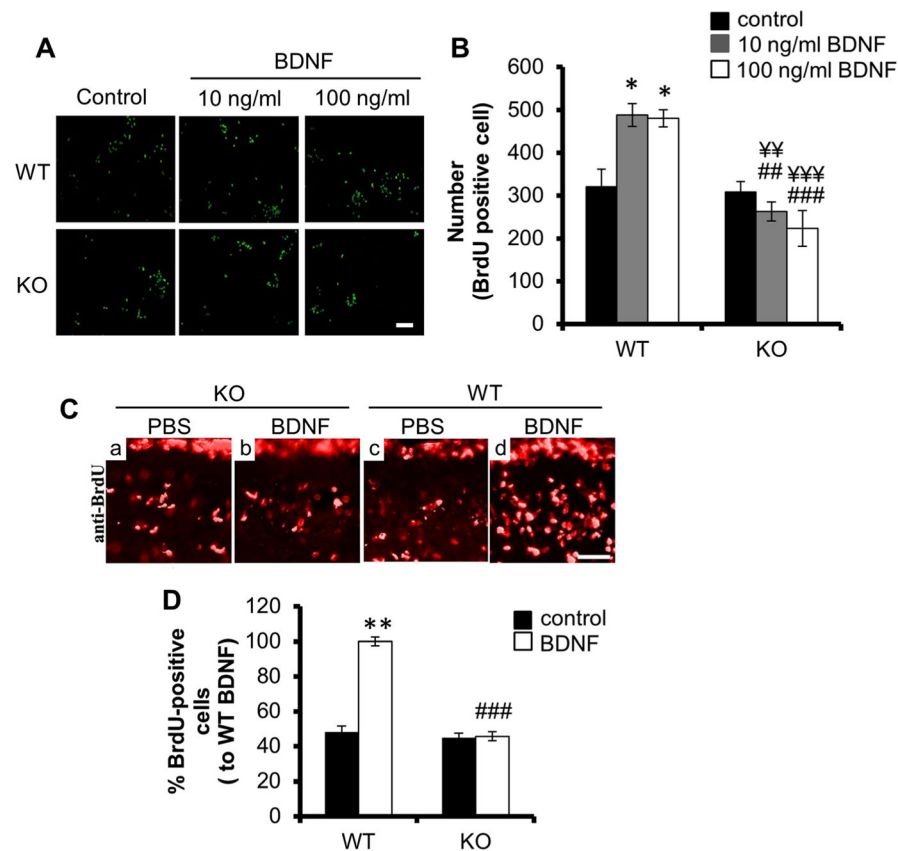 A
BDNF
Control
10 ng/ml
100 ng/ml
WT
KO
B
control
10 ng/ml BDNF
100 ng/ml BDNF
Number
(BrdU positive cell)
600
500
400
300
200
100
0
*
*
¥¥
##
¥¥¥
###
WT
KO
C
KO
WT
PBS
BDNF
PBS
BDNF
a
b
c
d
anti-BrdU
D
control
BDNF
% BrdU-positive
cells
( to WT BDNF)
120
100
80
60
40
20
0
**
###
WT
KO